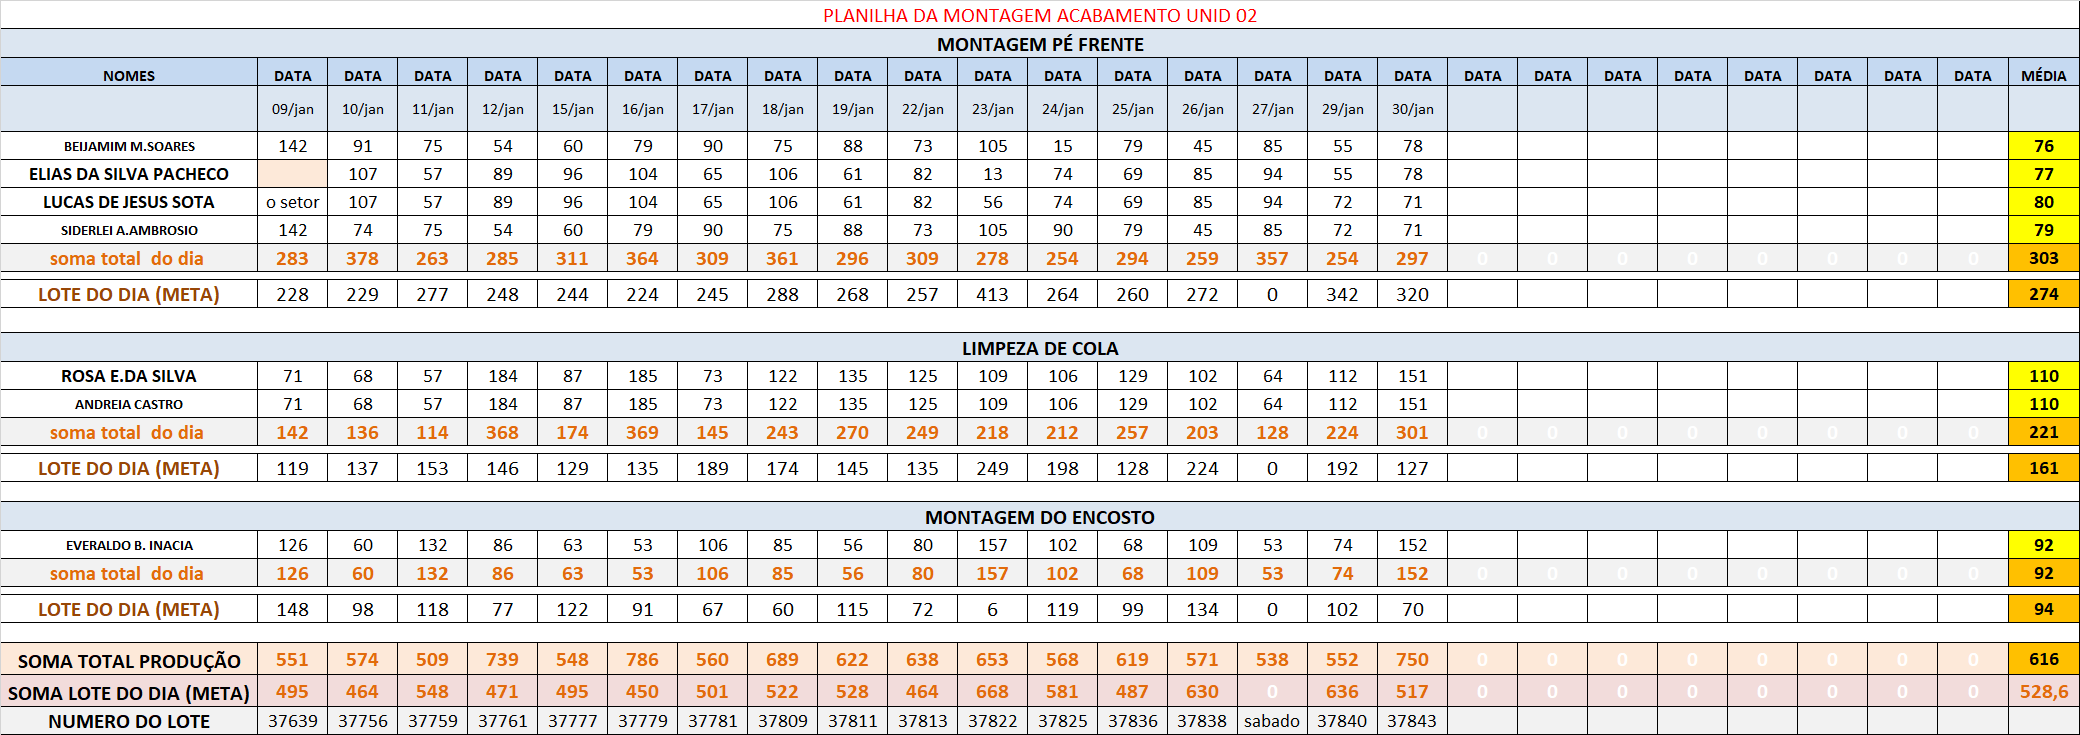 PLANILHA DA MONTAGEM ACABAMENTO UNID 02
MONTAGEM PÉ FRENTE
NOMES DATA DATA DATA DATA DATA DATA DATA DATA DATA DATA DATA DATA DATA DATA DATA DATA DATA DATA DATA DATA DATA DATA DATA DATA DATA MÉDIA
09/jan 10/jan 11/jan 12/jan 15/jan 16/jan 17/jan 18/jan 19/jan 22/jan 23/jan 24/jan 25/jan 26/jan 27/jan 29/jan 30/jan
BEIJAMIM M.SOARES 142 91 75 54 60 79 90 75 88 73 105 15 79 45 85 55 78 76
ELIAS DA SILVA PACHECO 107 57 89 96 104 65 106 61 82 13 74 69 85 94 55 78 77
LUCAS DE JESUS SOTA o setor 107 57 89 96 104 65 106 61 82 56 74 69 85 94 72 71 80
SIDERLEI A.AMBROSIO 142 74 75 54 60 79 90 75 88 73 105 90 79 45 85 72 71 79
soma total do dia 283 378 263 285 311 364 309 361 296 309 278 254 294 259 357 254 297 0 0 0 0 0 0 0 0 303
LOTE DO DIA (META) 228 229 277 248 244 224 245 288 268 257 413 264 260 272 0 342 320 274
LIMPEZA DE COLA
ROSA E.DA SILVA 71 68 57 184 87 185 73 122 135 125 109 106 129 102 64 112 151 110
ANDREIA CASTRO 71 68 57 184 87 185 73 122 135 125 109 106 129 102 64 112 151 110
soma total do dia 142 136 114 368 174 369 145 243 270 249 218 212 257 203 128 224 301 0 0 0 0 0 0 0 0 221
LOTE DO DIA (META) 119 137 153 146 129 135 189 174 145 135 249 198 128 224 0 192 127 161
MONTAGEM DO ENCOSTO
EVERALDO B. INACIA 126 60 132 86 63 53 106 85 56 80 157 102 68 109 53 74 152 92
soma total do dia 126 60 132 86 63 53 106 85 56 80 157 102 68 109 53 74 152 0 0 0 0 0 0 0 0 92
LOTE DO DIA (META) 148 98 118 77 122 91 67 60 115 72 6 119 99 134 0 102 70 94
SOMA TOTAL PRODUÇÃO 551 574 509 739 548 786 560 689 622 638 653 568 619 571 538 552 750 0 0 0 0 0 0 0 0 616
SOMA LOTE DO DIA (META) 495 464 548 471 495 450 501 522 528 464 668 581 487 630 0 636 517 0 0 0 0 0 0 0 0 528,6
NUMERO DO LOTE 37639 37756 37759 37761 37777 37779 37781 37809 37811 37813 37822 37825 37836 37838 sabado 37840 37843